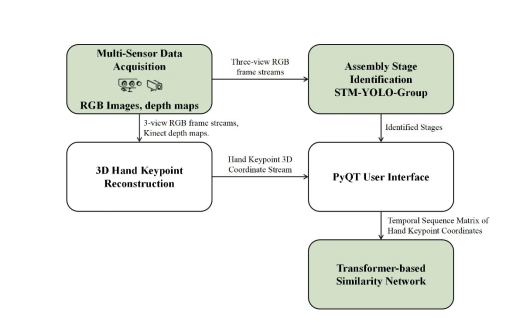 Multi-Sensor Data
Acquisition
RGB Images, depth maps
Three-view RGB
frame streams
Assembly Stage
Identification
STM-YOLO-Group
3-view RGB frame streams,
Kinect depth maps.
Identified Stages
3D Hand Keypoint
Reconstruction
Hand Keypoint 3D
Coordinate Stream
PyQT User Interface
Temporal Sequence Matrix of
Hand Keypoint Coordinates
Transformer-based
Similarity Network